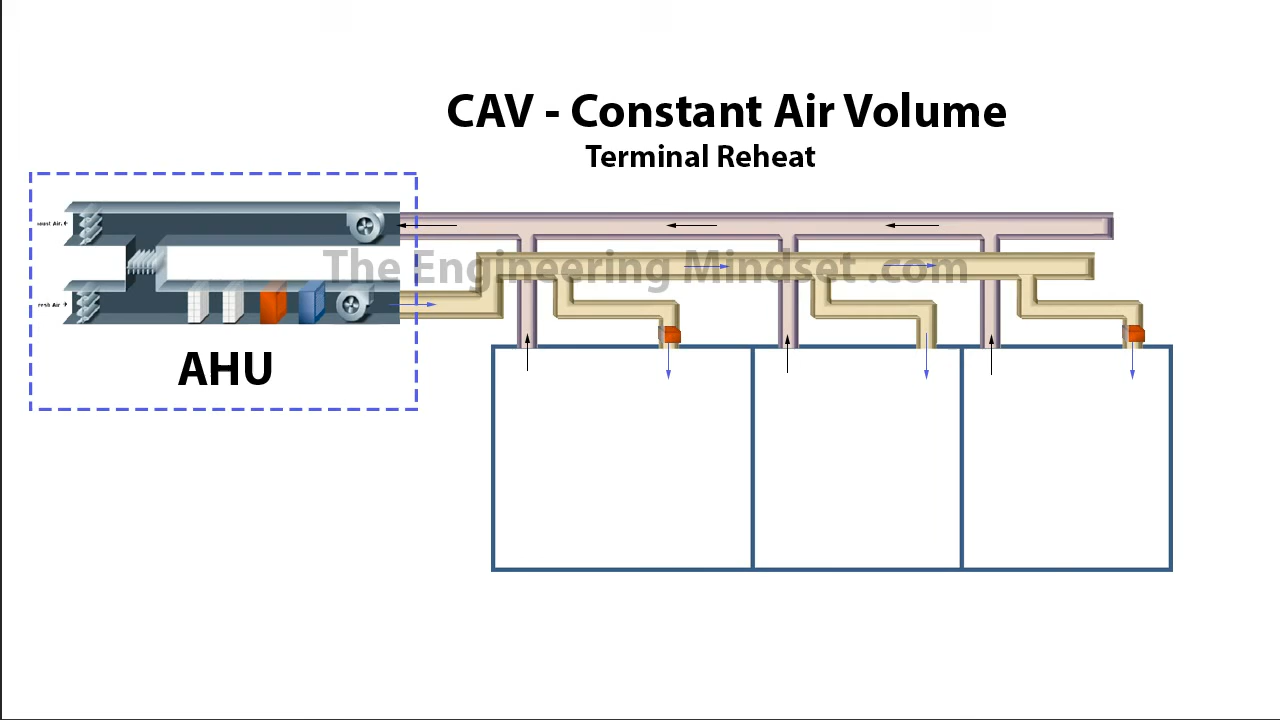 CAV - Constant Air Volume
Terminal Reheat
The Engineering Mindset .com
AHU